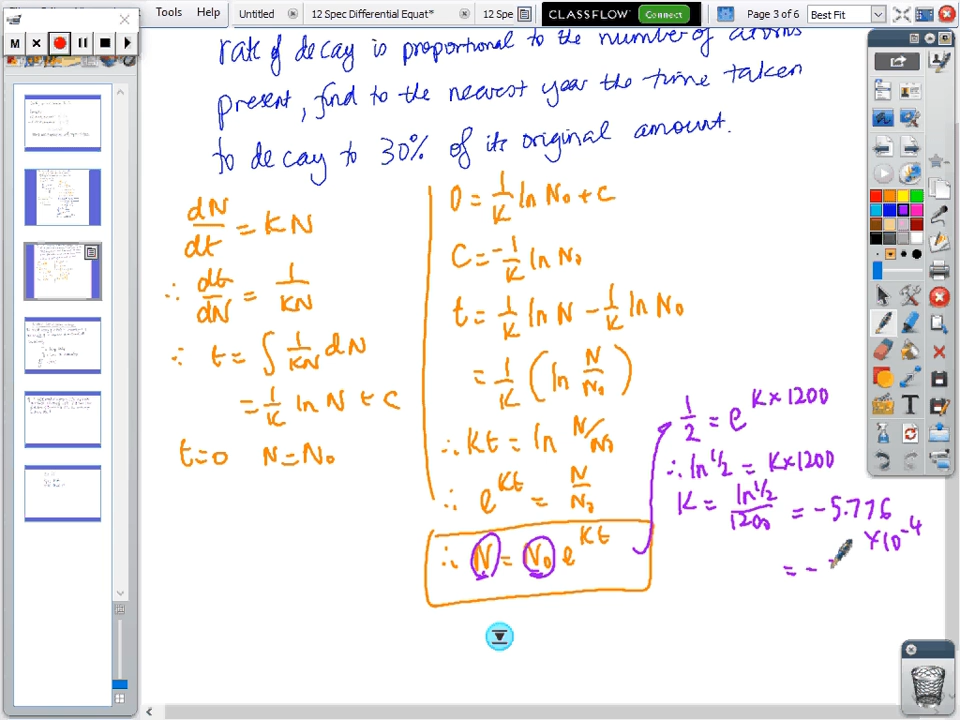 Tools Help Untitled 12 Spec Differential Equat* 12 Spe CLASSFLOW Connect Page 3 of 6 Best Fit
M
rate of decay is proportional to the number of atoms
present, find to the nearest year the time taken
to decay to 30% of its original amount.
dN/dt = KN
∴ dt/dN = 1/KN
∴ t = ∫ 1/KN dN
= 1/K ln N + c
t=0 N=N₀
0 = 1/K ln N₀ + c
C = -1/K ln N₀
t = 1/K ln N - 1/K ln N₀
= 1/K (ln N/N₀)
∴ Kt = ln N/N₀
∴ e^Kt = N/N₀
∴ N = N₀ e^Kt
1/2 = e^K×1200
∴ ln 1/2 = K×1200
K = ln 1/2 / 1200 = -5.776
×10^-4
= -